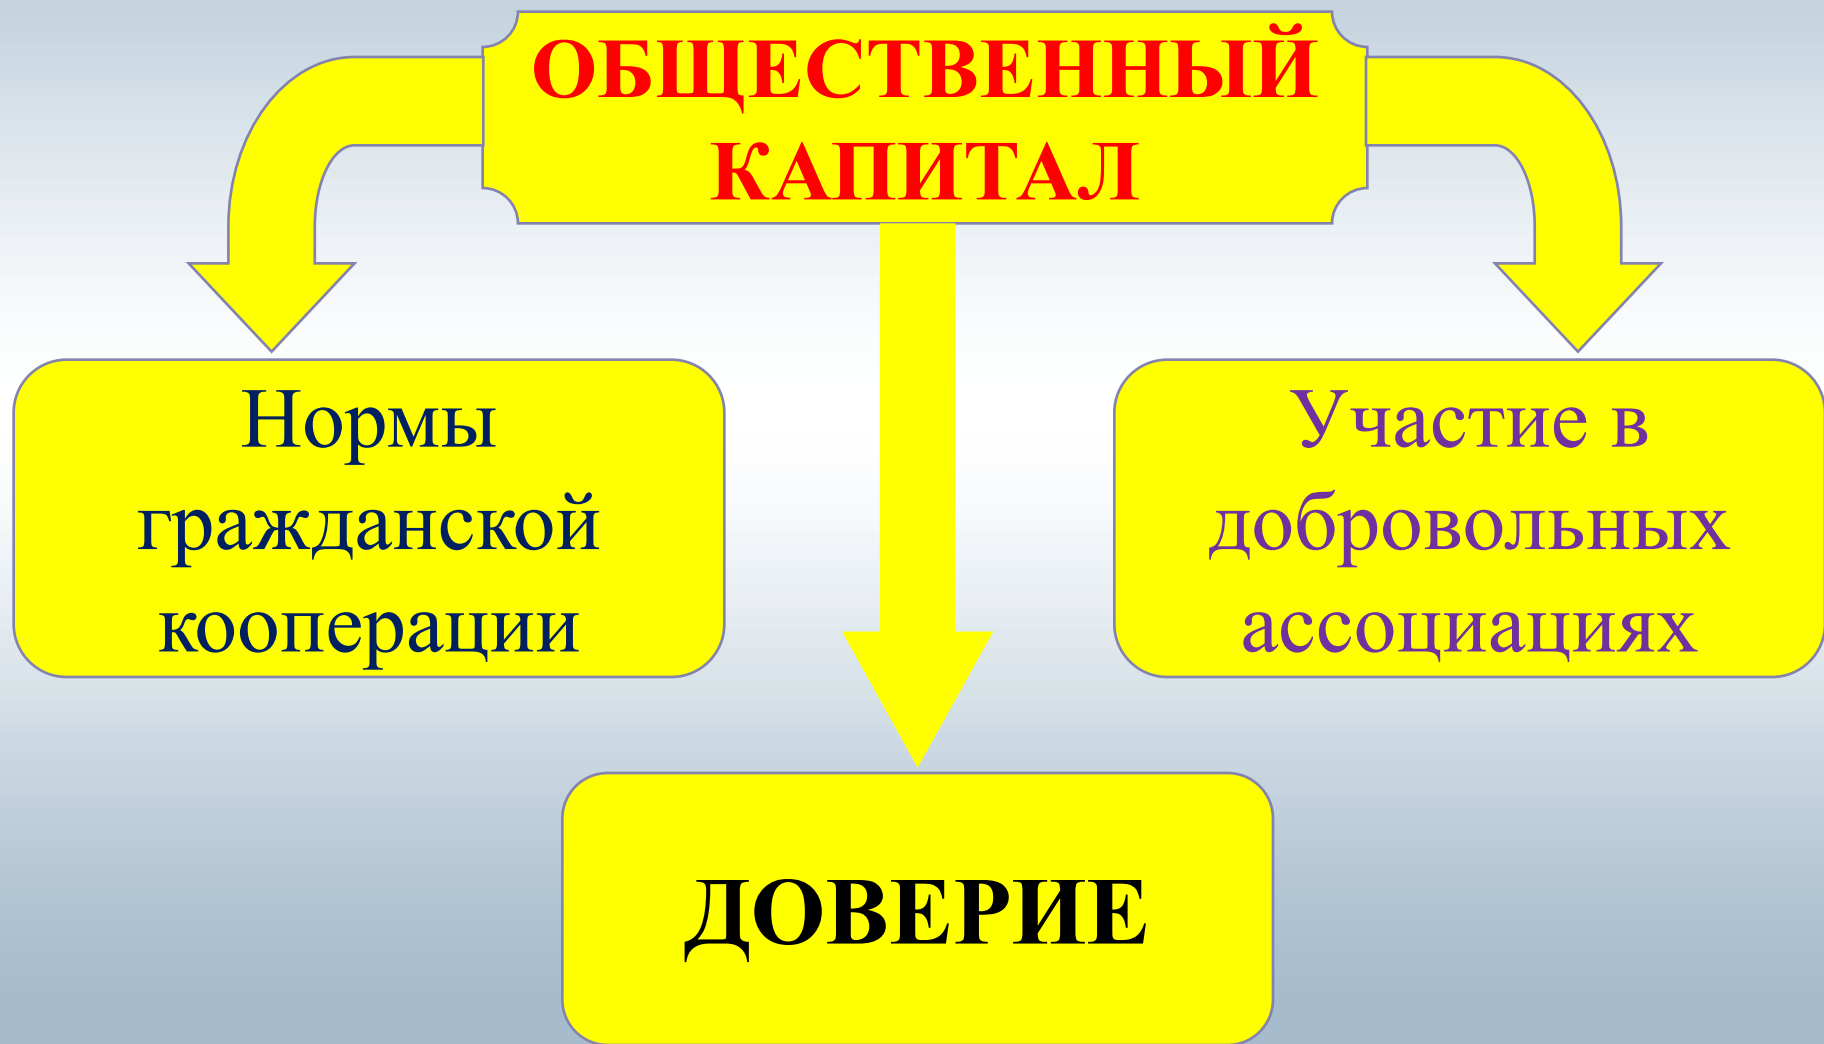 ОБЩЕСТВЕННЫЙ
КАПИТАЛ
Нормы
гражданской
кооперации
Участие в
добровольных
ассоциациях
ДОВЕРИЕ